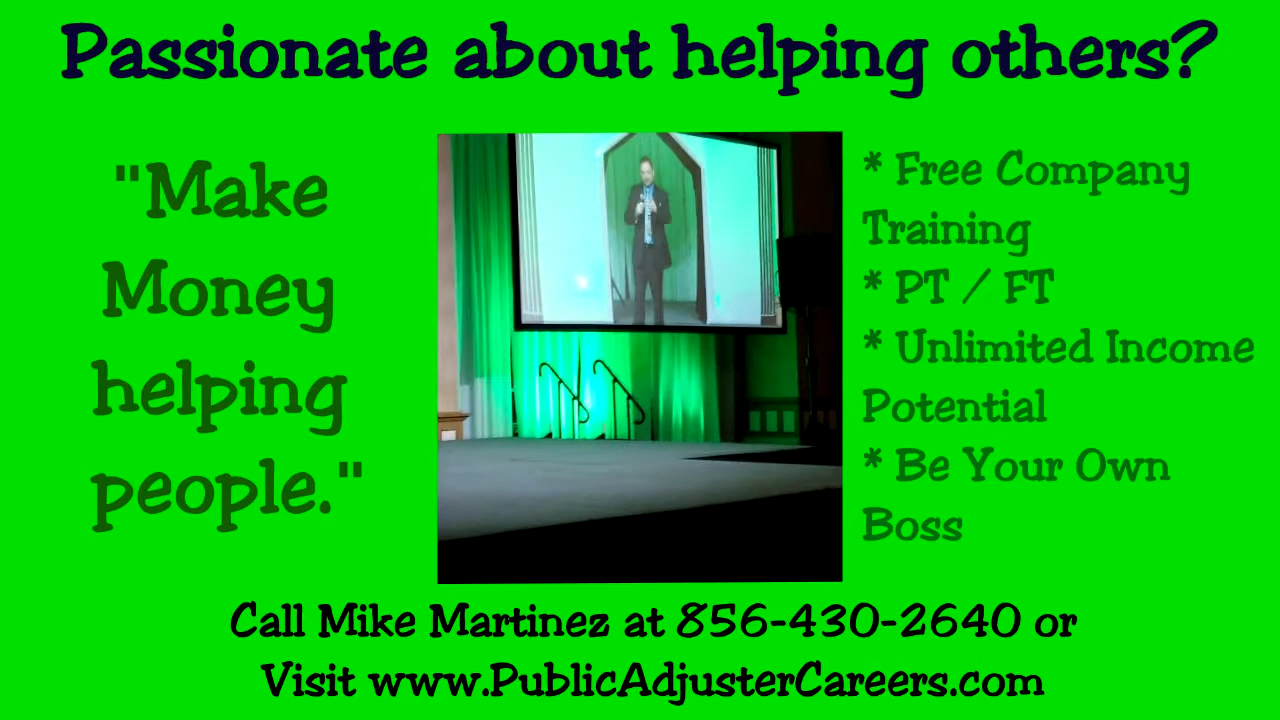 Passionate about helping others?
"Make
Money
helping
people."
* Free Company
Training
* PT / FT
* Unlimited Income
Potential
* Be Your Own
Boss
Call Mike Martinez at 856-430-2640 or
Visit www.PublicAdjusterCareers.com